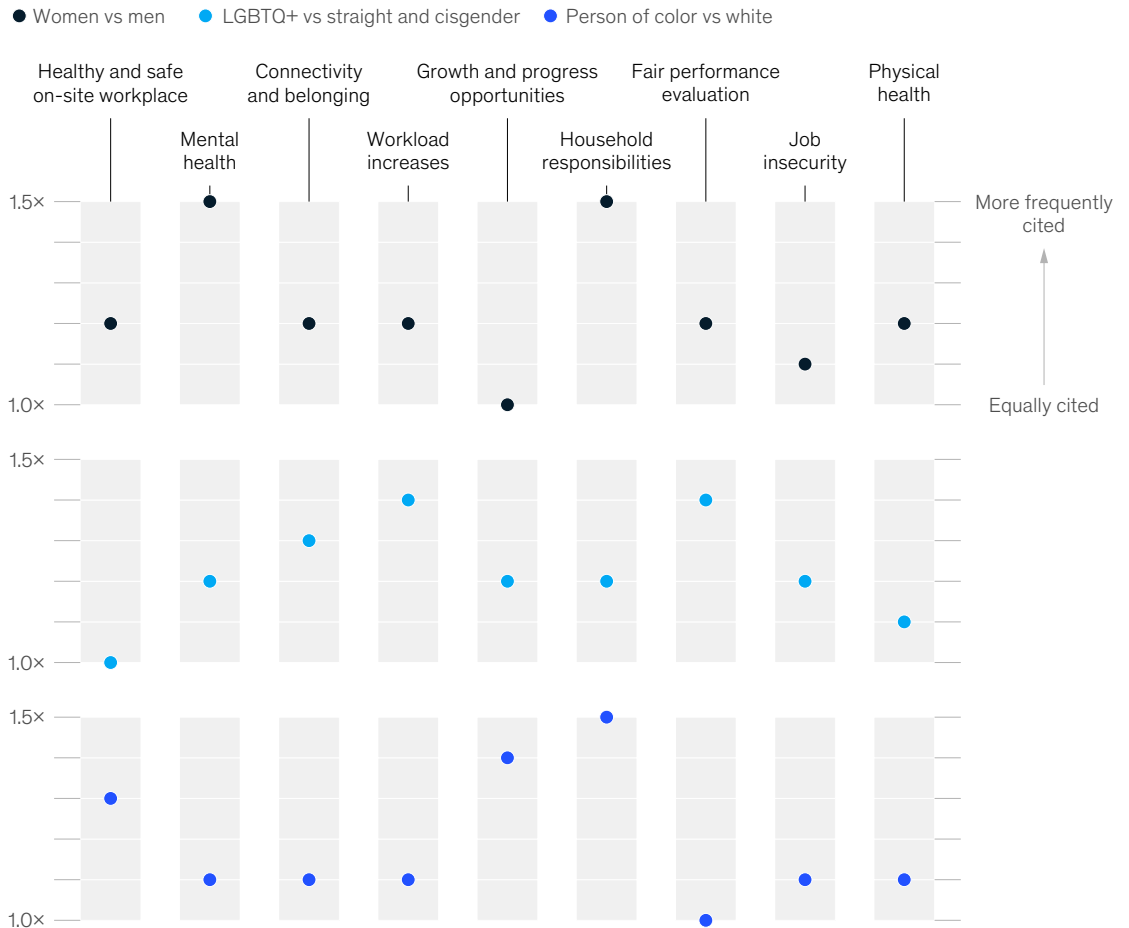 Women vs men
LGBTQ+ vs straight and cisgender
Person of color vs white
Healthy and safe
on-site workplace
Mental
health
Connectivity
and belonging
Workload
increases
Growth and progress
opportunities
Household
responsibilities
Fair performance
evaluation
Job
insecurity
Physical
health
1.5×
More frequently
cited
1.0×
Equally cited
1.5×
1.0×
1.5×
1.0×